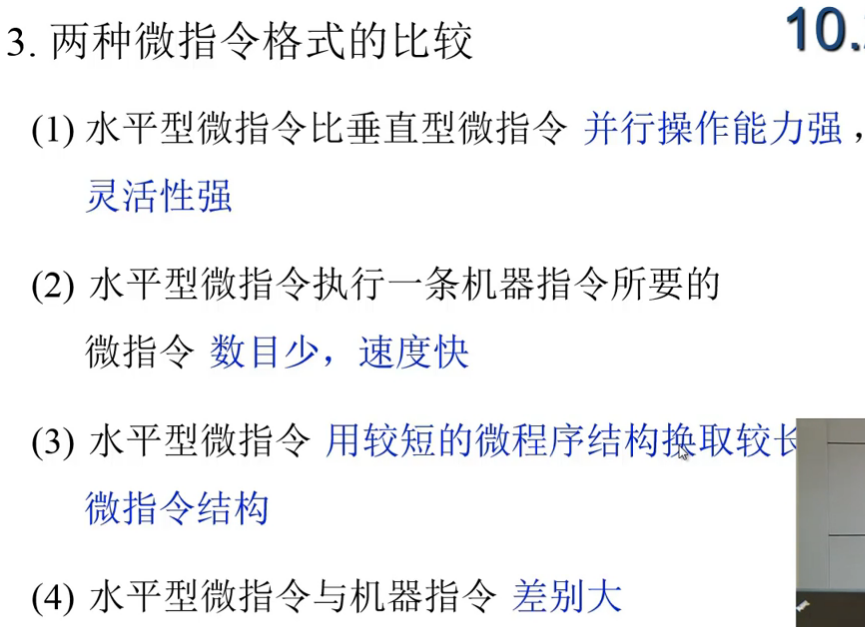 10.
3. 两种微指令格式的比较
(1) 水平型微指令比垂直型微指令 并行操作能力强，
灵活性强
(2) 水平型微指令执行一条机器指令所要的
微指令 数目少，速度快
(3) 水平型微指令 用较短的微程序结构换取较长
微指令结构
(4) 水平型微指令与机器指令 差别大